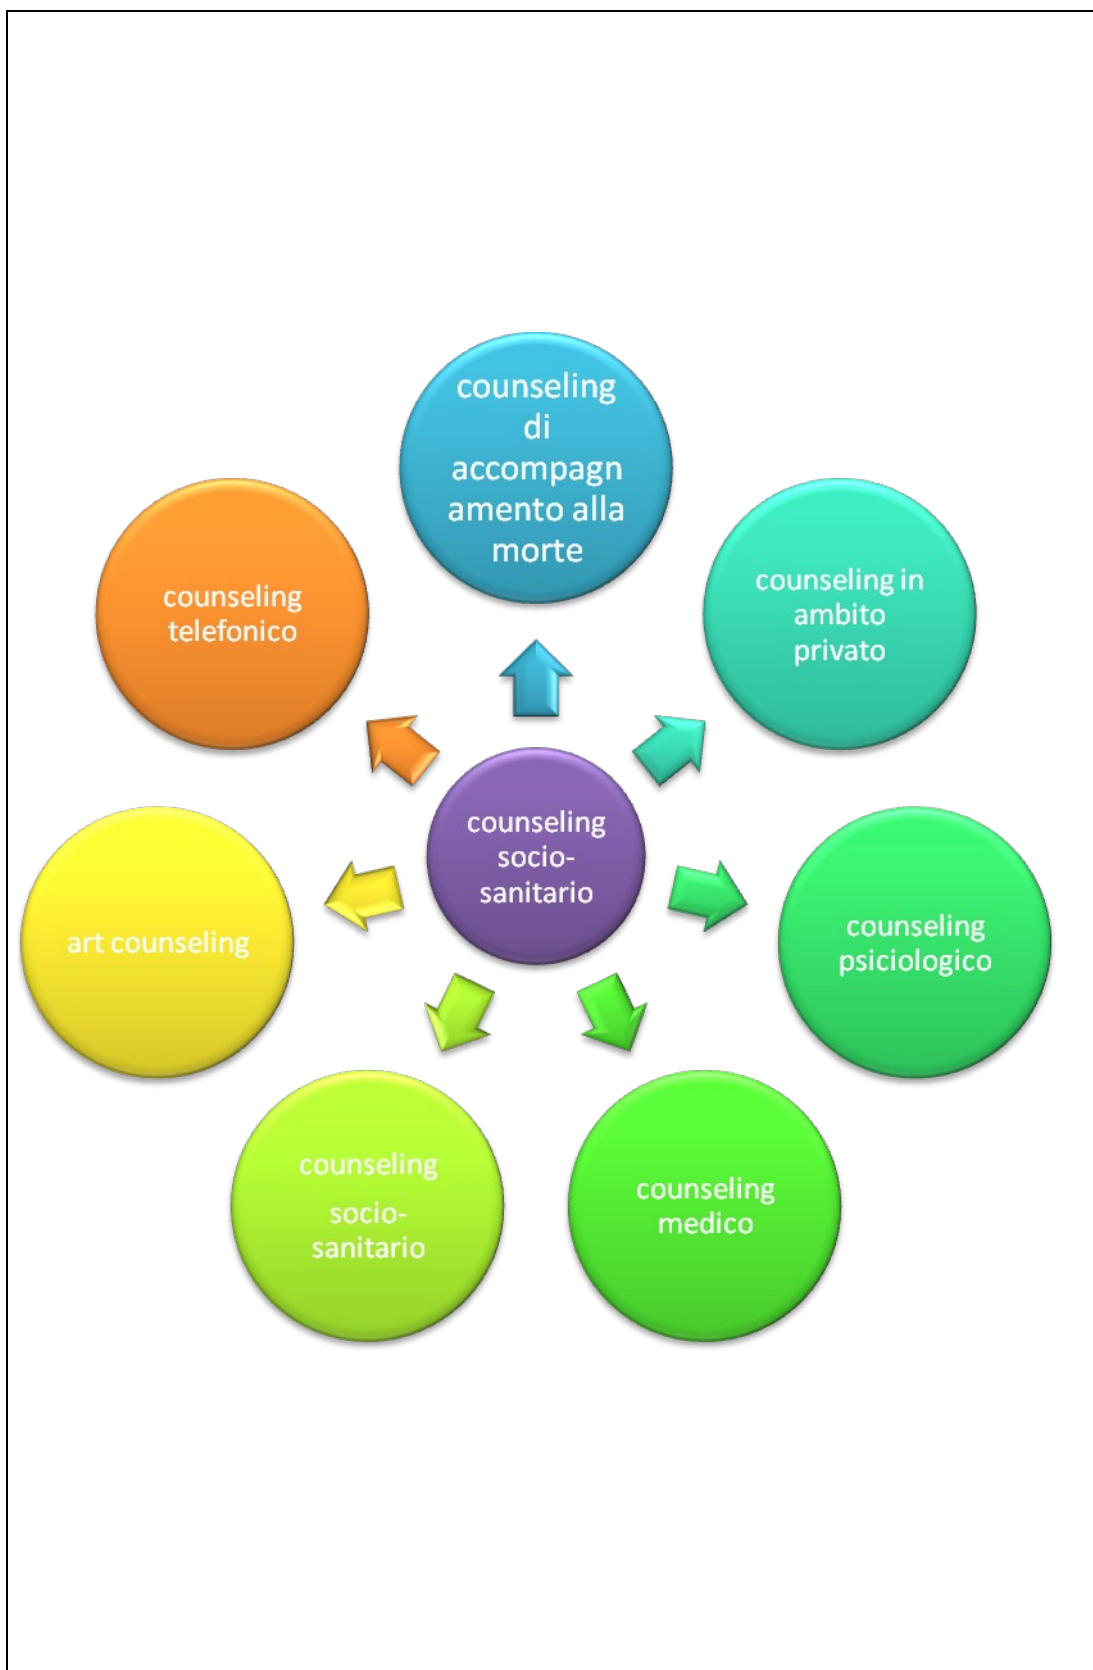 counseling
di
accompagn
amento alla
morte
counseling in
ambito
privato
counseling
psiciologico
counseling
medico
counseling
socio-
sanitario
art counseling
counseling
telefonico
counseling
socio-
sanitario